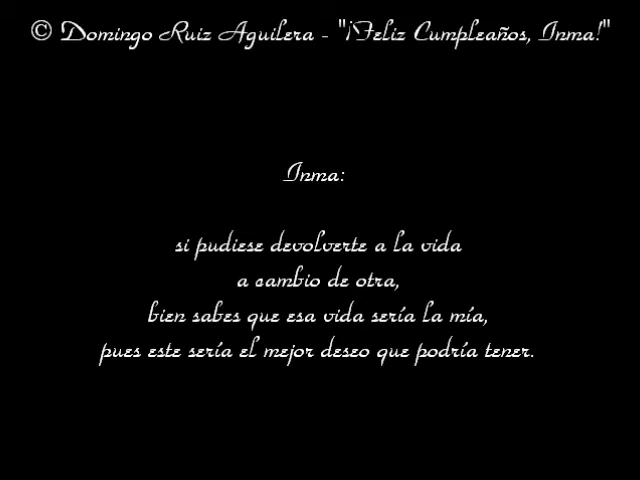 © Domingo Ruiz Aguilera - "¡Feliz Cumpleaños, Inma!"
Inma:
si pudiese devolverte a la vida
a cambio de otra,
bien sabes que esa vida sería la mía,
pues este sería el mejor deseo que podría tener.